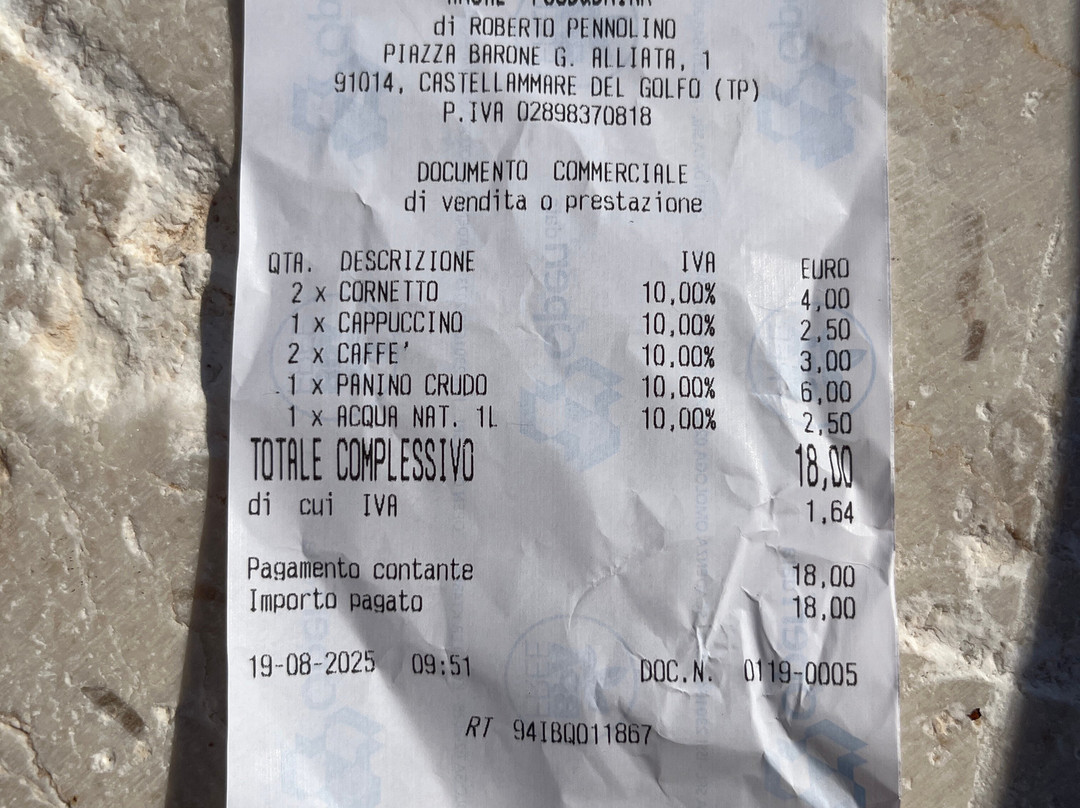 di ROBERTO PENNOLINO
PIAZZA BARONE G. ALLIATA, 1
91014, CASTELLAMMARE DEL GOLFO (TP)
P.IVA 02898370818
DOCUMENTO COMMERCIALE
di vendita o prestazione
QTA. DESCRIZIONE IVA EURO
2 x CORNETTO 10,00% 4,00
1 x CAPPUCCINO 10,00% 2,50
2 x CAFFE' 10,00% 3,00
1 x PANINO CRUDO 10,00% 6,00
1 x ACQUA NAT. 1L 10,00% 2,50
TOTALE COMPLESSIVO 18,00
di cui IVA 1,64
Pagamento contante 18,00
Importo pagato 18,00
19-08-2025 09:51 DOC.N. 0119-0005
RT 94IBQ011867